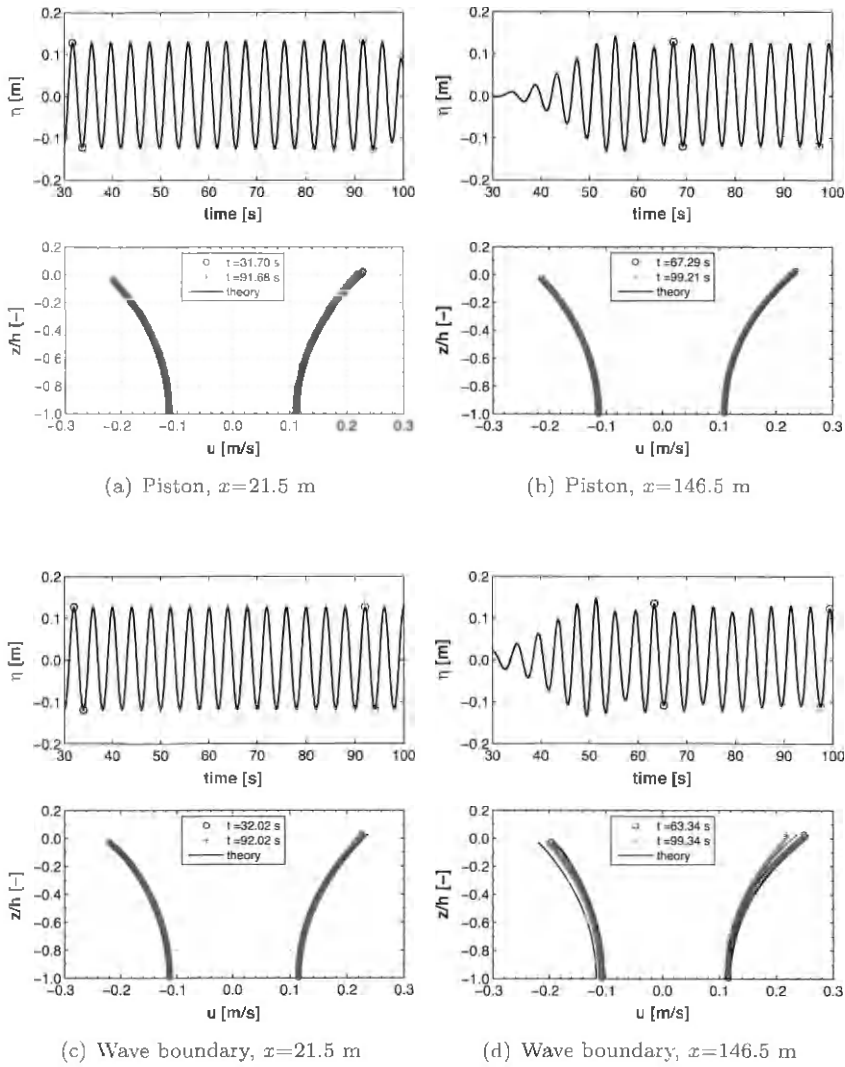 0.2
0.1
0.0
−0.1
−0.2
η [m]
30 40 50 60 70 80 90 100
time [s]
0.2
0.1
0.0
−0.1
−0.2
η [m]
30 40 50 60 70 80 90 100
time [s]
0.2
0.0
−0.2
−0.4
−0.6
−0.8
−1.0
z/h [-]
t =31.70 s
t =91.68 s
theory
−0.3 −0.2 −0.1 0.0 0.1 0.2 0.3
u [m/s]
0.2
0.0
−0.2
−0.4
−0.6
−0.8
−1.0
z/h [-]
t =67.29 s
t =99.21 s
theory
−0.3 −0.2 −0.1 0.0 0.1 0.2 0.3
u [m/s]
(a) Piston, x=21.5 m
(b) Piston, x=146.5 m
0.2
0.1
0.0
−0.1
−0.2
η [m]
30 40 50 60 70 80 90 100
time [s]
0.2
0.1
0.0
−0.1
−0.2
η [m]
30 40 50 60 70 80 90 100
time [s]
0.2
0.0
−0.2
−0.4
−0.6
−0.8
−1.0
z/h [-]
t =32.02 s
t =92.02 s
theory
−0.3 −0.2 −0.1 0.0 0.1 0.2 0.3
u [m/s]
0.2
0.0
−0.2
−0.4
−0.6
−0.8
−1.0
z/h [-]
t =63.34 s
t =99.34 s
theory
−0.3 −0.2 −0.1 0.0 0.1 0.2 0.3
u [m/s]
(c) Wave boundary, x=21.5 m
(d) Wave boundary, x=146.5 m